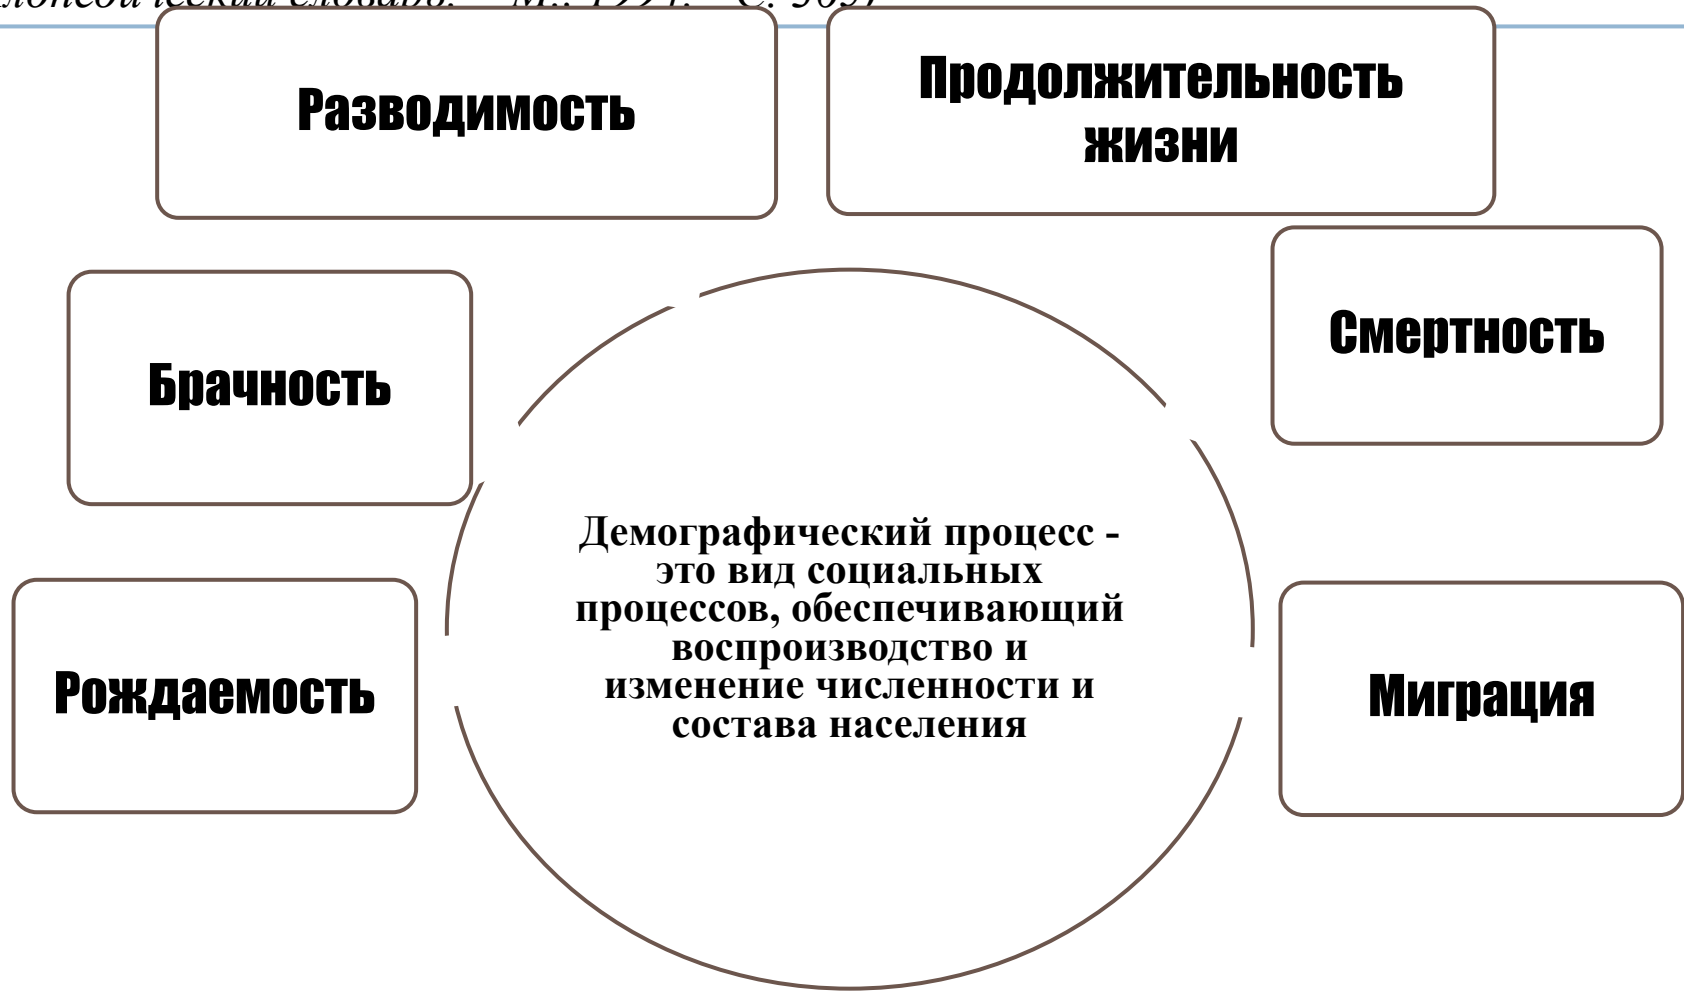 словарь.
Разводимость
Продолжительность
жизни
Смертность
Брачность
Демографический процесс -
это вид социальных
процессов, обеспечивающий
воспроизводство и
изменение численности и
состава населения
Рождаемость
Миграция